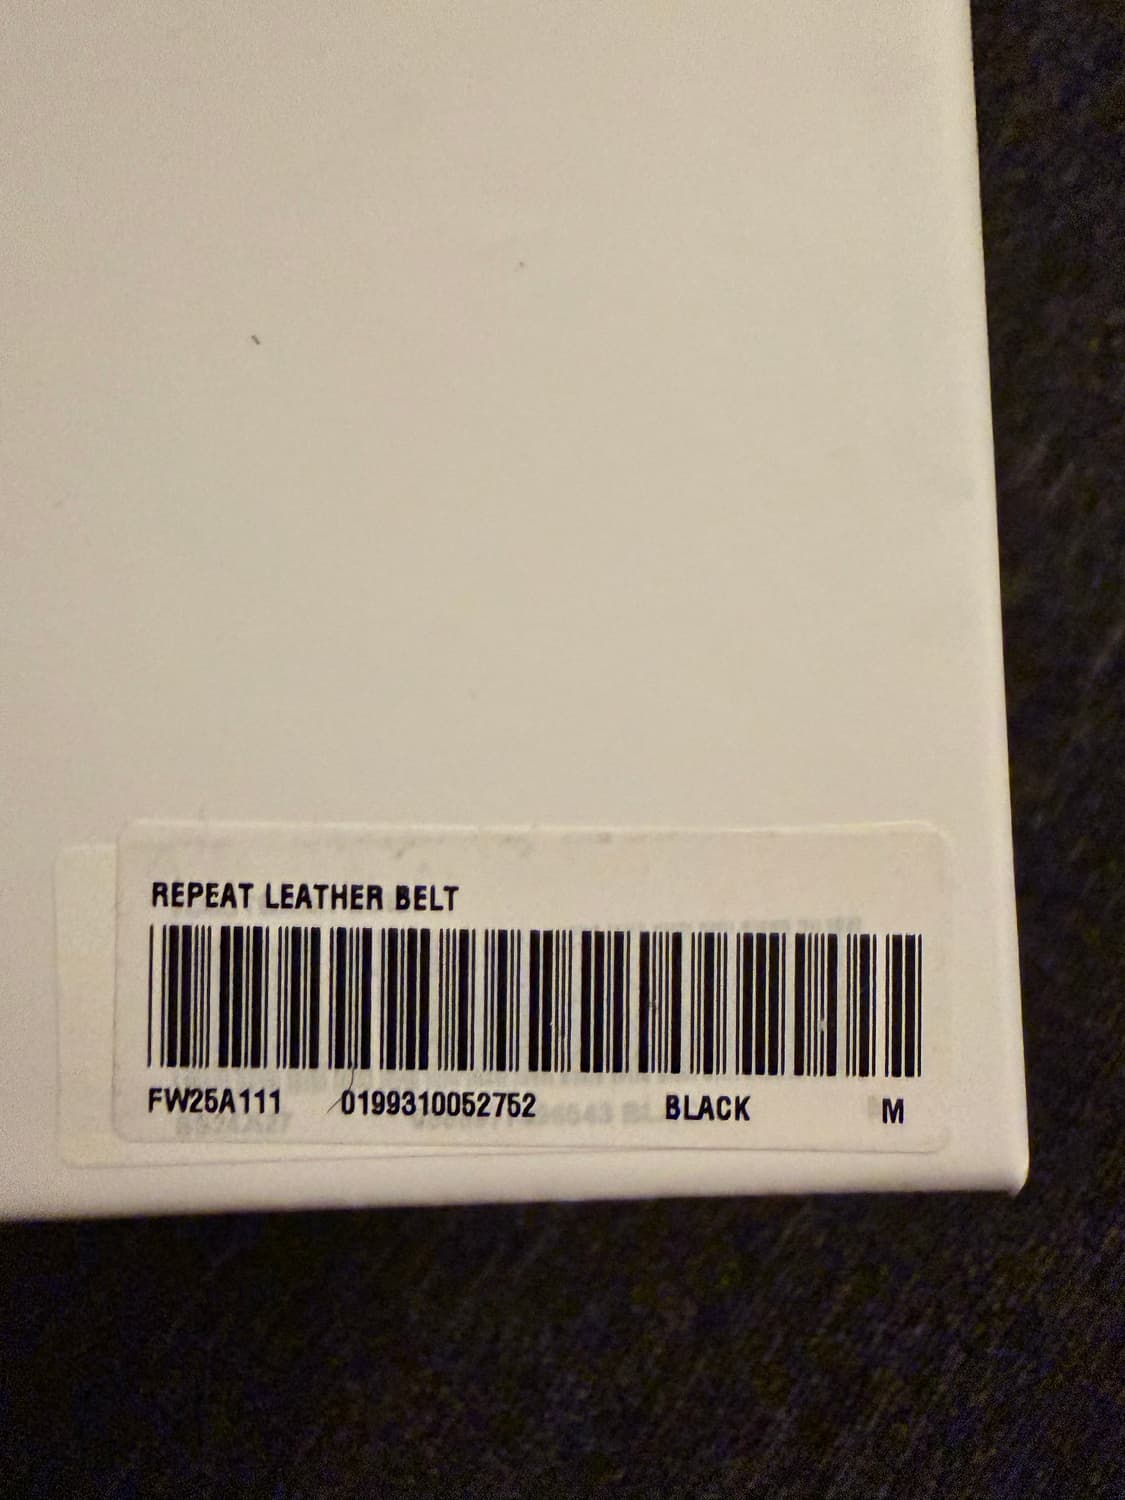 REPEAT LEATHER BELT
FW25A111 0199310052752 BLACK M